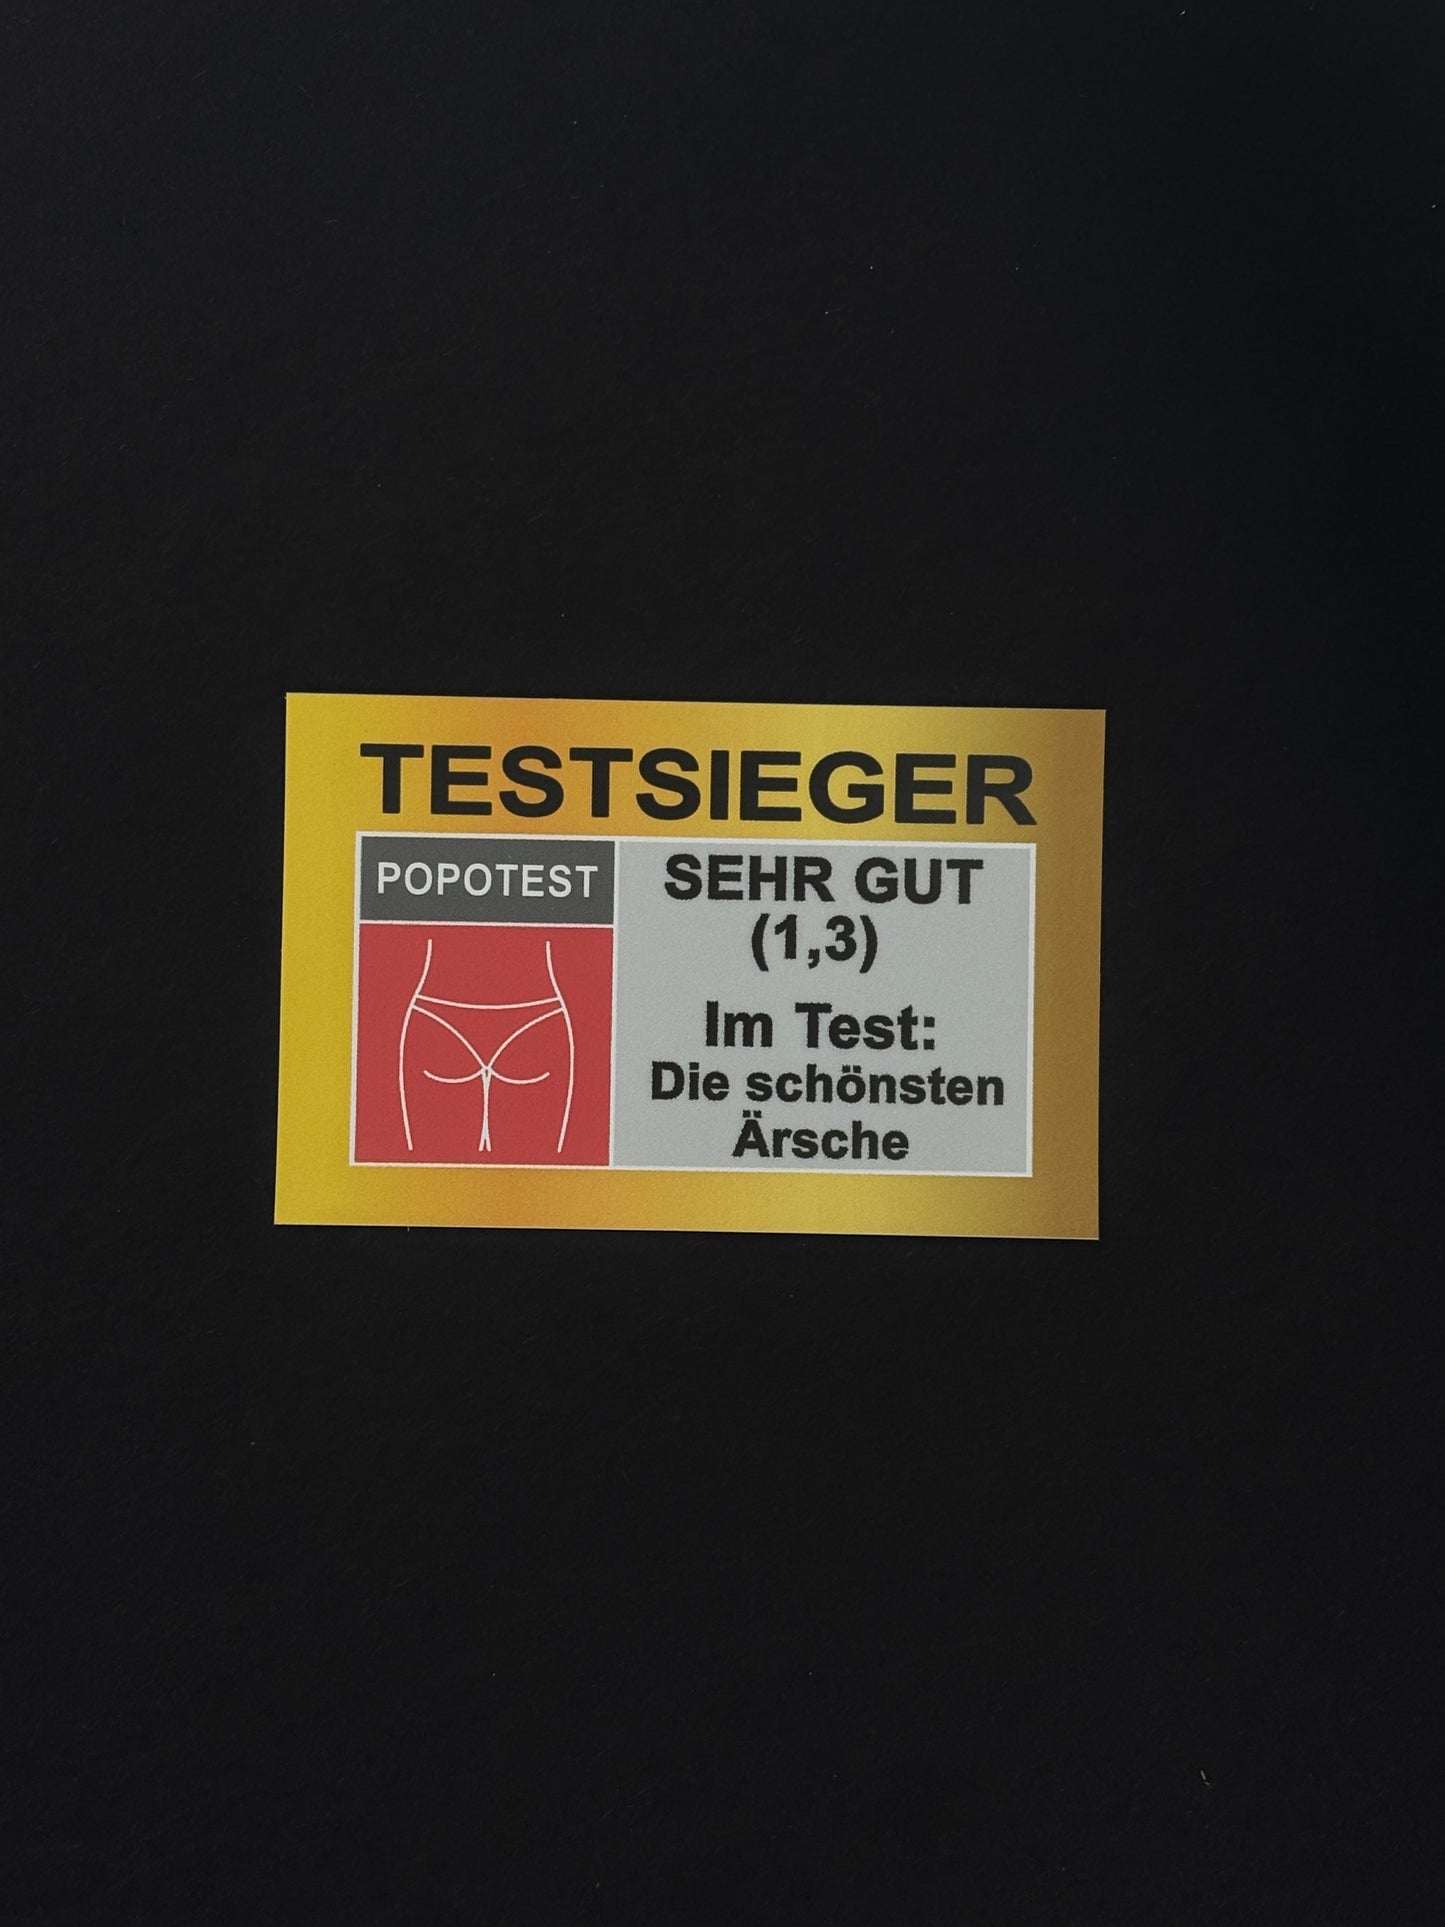 TESTSIEGER
POPOTEST
SEHR GUT
(1,3)
Im Test:
Die schönsten
Ärsche